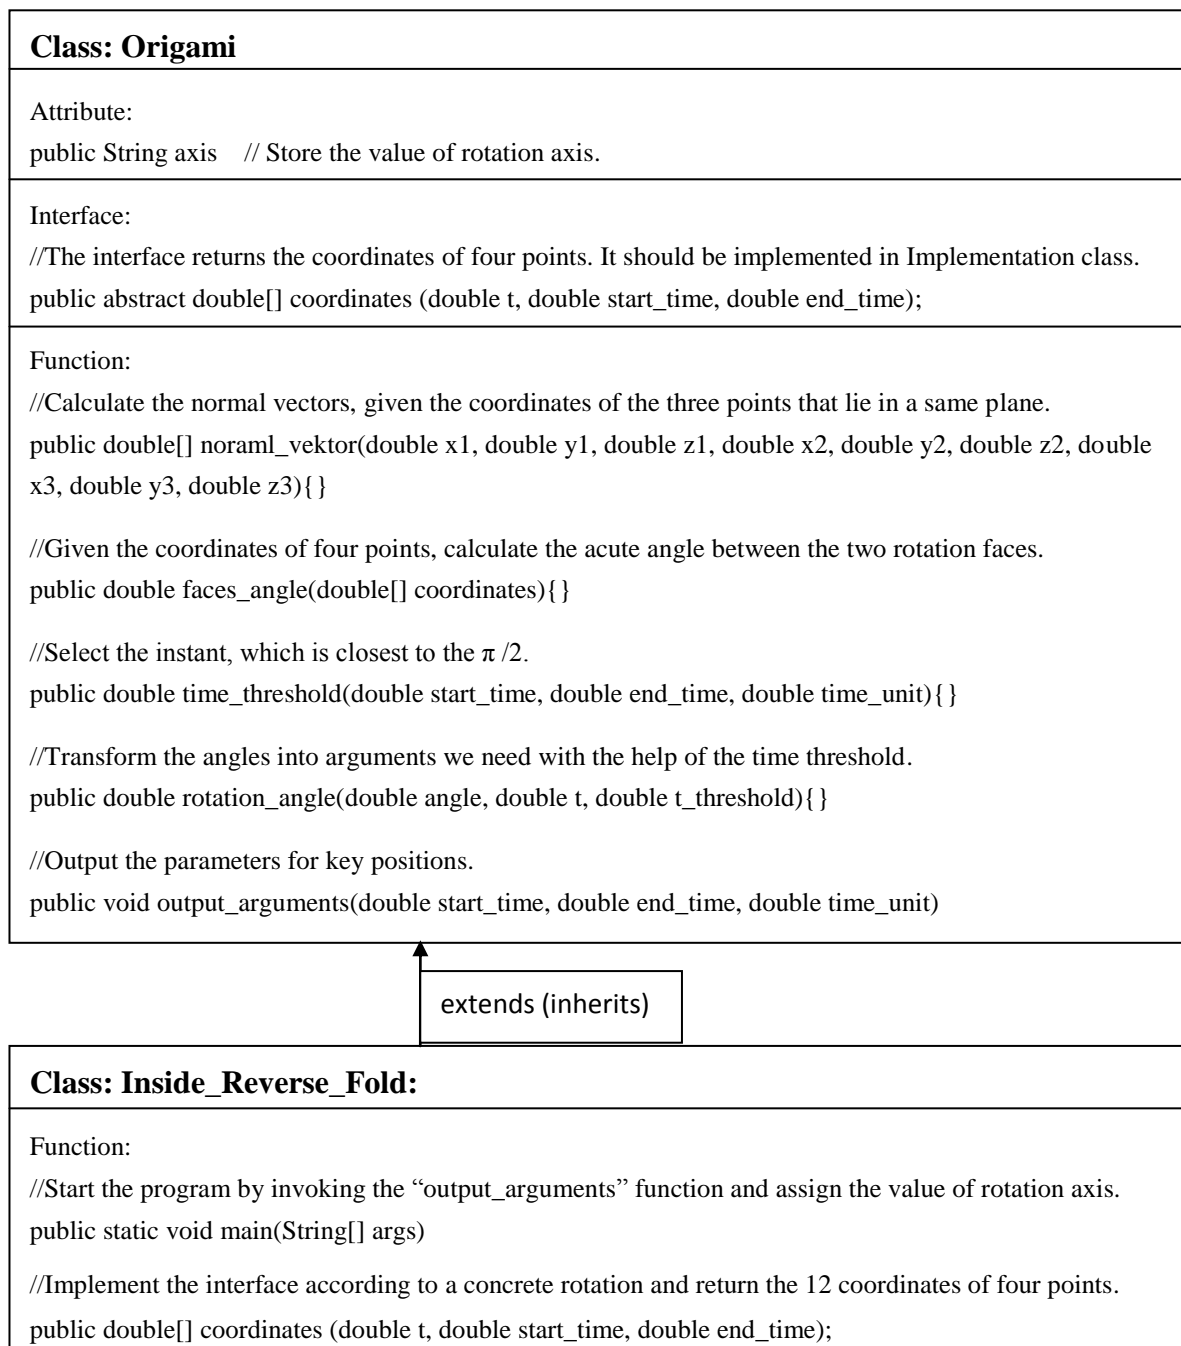 Class: Origami
Attribute:
public String axis // Store the value of rotation axis.
Interface:
//The interface returns the coordinates of four points. It should be implemented in Implementation class.
public abstract double[] coordinates (double t, double start_time, double end_time);
Function:
//Calculate the normal vectors, given the coordinates of the three points that lie in a same plane.
public double[] noraml_vektor(double x1, double y1, double z1, double x2, double y2, double z2, double
x3, double y3, double z3){}
//Given the coordinates of four points, calculate the acute angle between the two rotation faces.
public double faces_angle(double[] coordinates){}
//Select the instant, which is closest to the π /2.
public double time_threshold(double start_time, double end_time, double time_unit){}
//Transform the angles into arguments we need with the help of the time threshold.
public double rotation_angle(double angle, double t, double t_threshold){}
//Output the parameters for key positions.
public void output_arguments(double start_time, double end_time, double time_unit)
extends (inherits)
Class: Inside_Reverse_Fold:
Function:
//Start the program by invoking the “output_arguments” function and assign the value of rotation axis.
public static void main(String[] args)
//Implement the interface according to a concrete rotation and return the 12 coordinates of four points.
public double[] coordinates (double t, double start_time, double end_time);